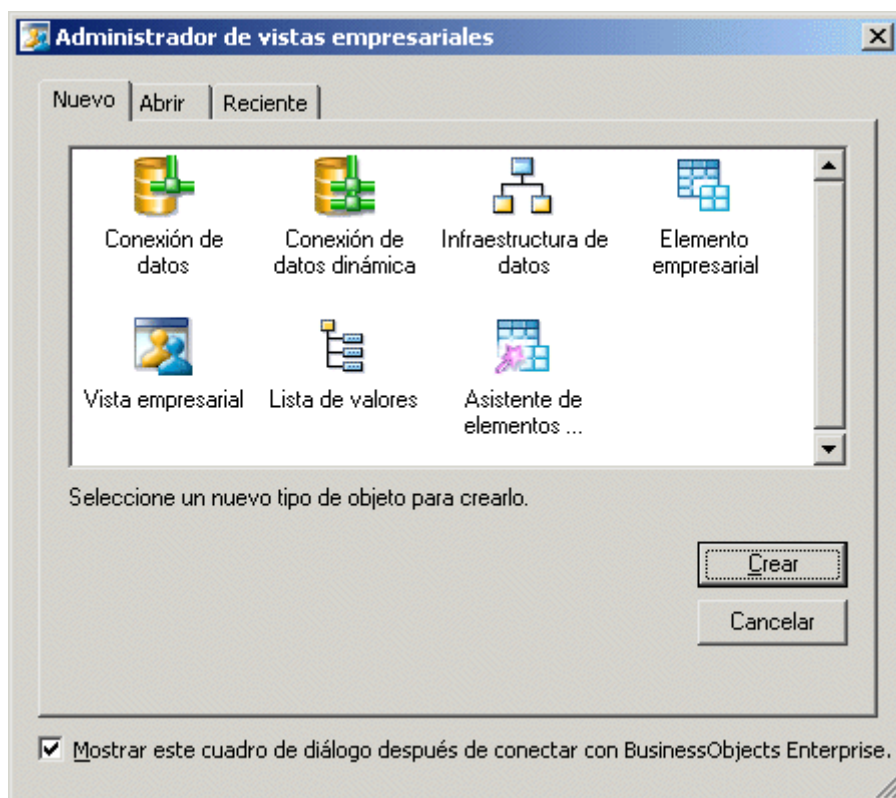 Administrador de vistas empresariales
Nuevo Abrir Reciente
Conexión de datos
Conexión de datos dinámica
Infraestructura de datos
Elemento empresarial
Vista empresarial
Lista de valores
Asistente de elementos ...
Seleccione un nuevo tipo de objeto para crearlo.
Crear
Cancelar
Mostrar este cuadro de diálogo después de conectar con BusinessObjects Enterprise.